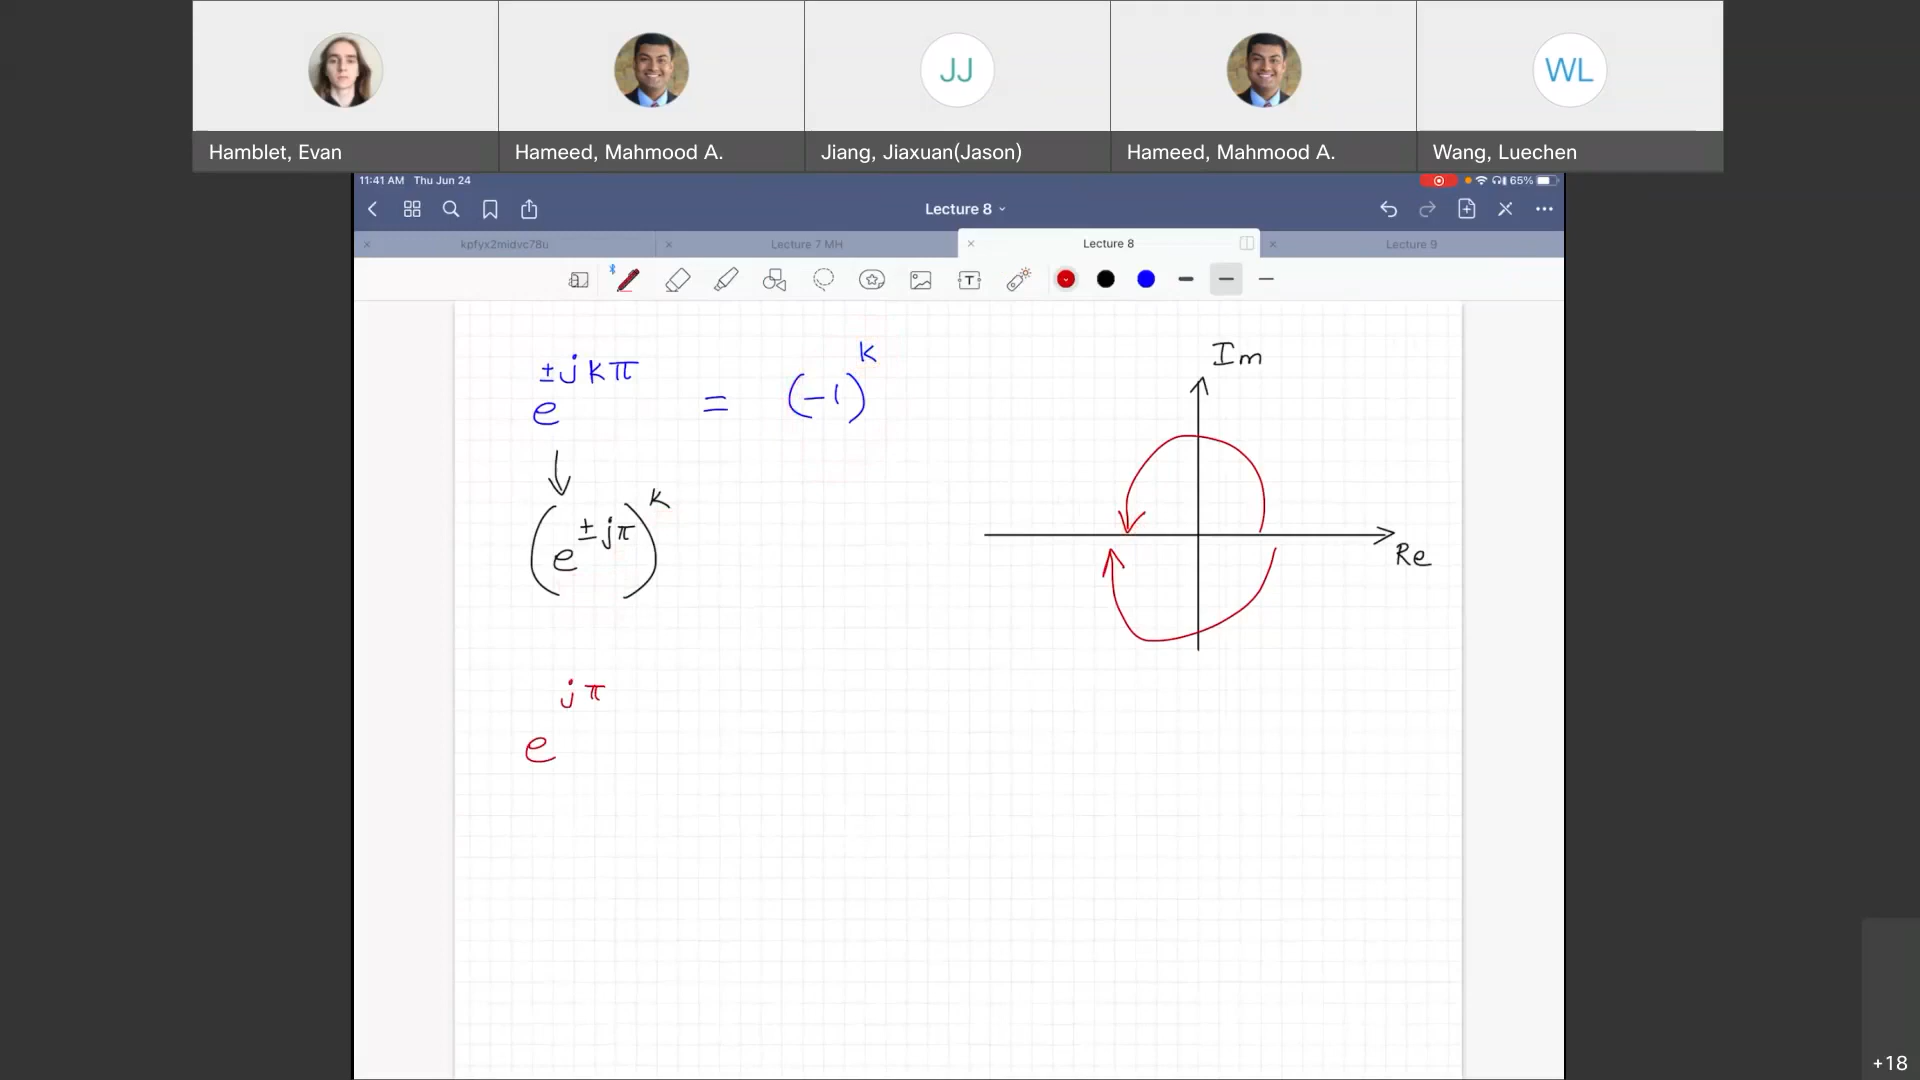 JJ
WL
Hamblet, Evan
Hameed, Mahmood A.
Jiang, Jiaxuan(Jason)
Hameed, Mahmood A.
Wang, Luechen
11:41 AM Thu Jun 24
65%
Lecture 8
kpfyx2midvc78u
Lecture 7 MH
Lecture 8
Lecture 9
T
e^{±jkπ} = (-1)^k
Im
(e^{±jπ})^k
Re
e^{jπ}
+18